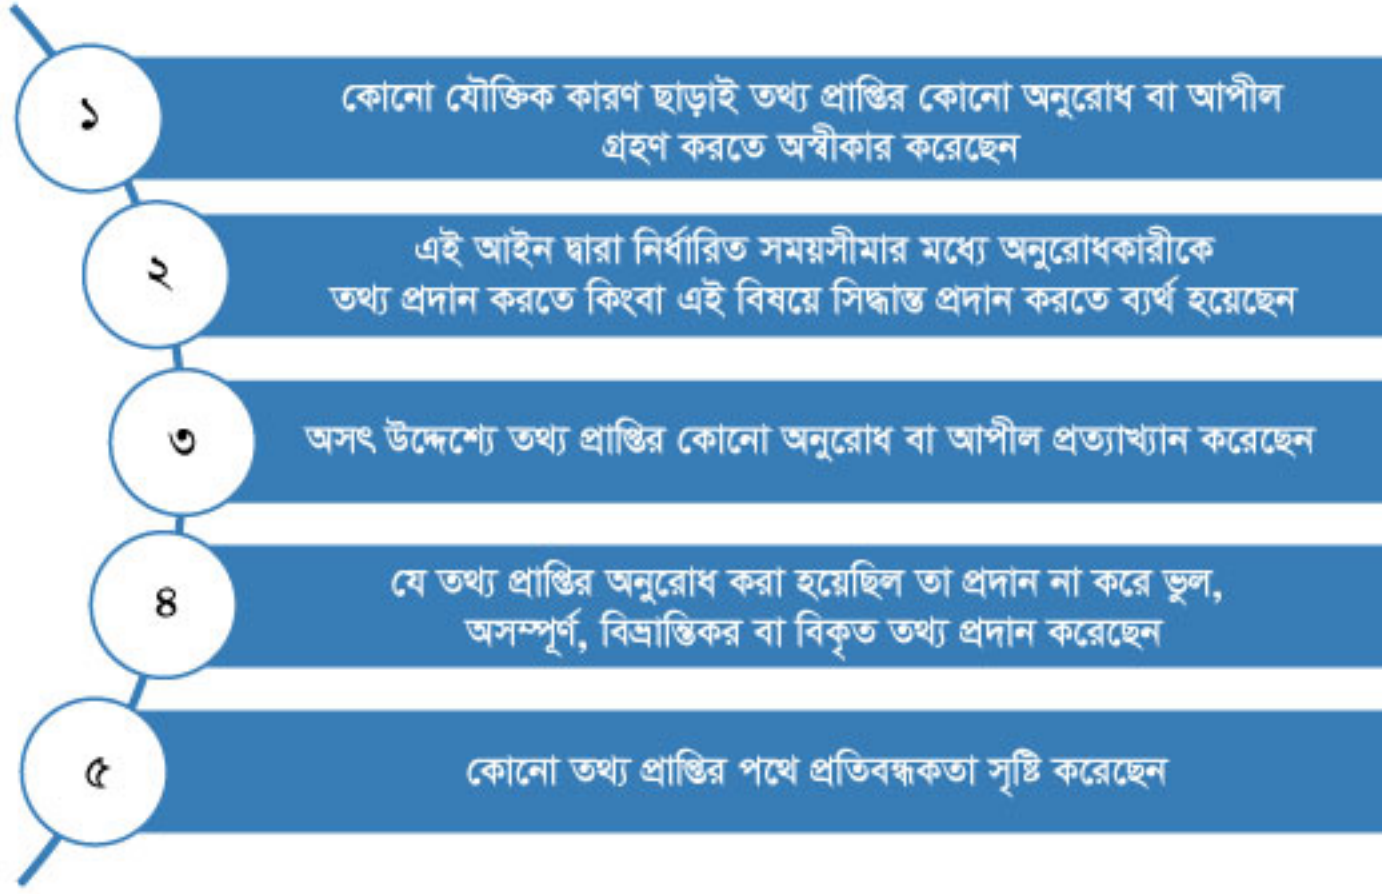 ১
কোনো যৌক্তিক কারণ ছাড়াই তথ্য প্রাপ্তির কোনো অনুরোধ বা আপীল
গ্রহণ করতে অস্বীকার করেছেন
২
এই আইন দ্বারা নির্ধারিত সময়সীমার মধ্যে অনুরোধকারীকে
তথ্য প্রদান করতে কিংবা এই বিষয়ে সিদ্ধান্ত প্রদান করতে ব্যর্থ হয়েছেন
৩
অসৎ উদ্দেশ্যে তথ্য প্রাপ্তির কোনো অনুরোধ বা আপীল প্রত্যাখ্যান করেছেন
৪
যে তথ্য প্রাপ্তির অনুরোধ করা হয়েছিল তা প্রদান না করে ভুল,
অসম্পূর্ণ, বিভ্রান্তিকর বা বিকৃত তথ্য প্রদান করেছেন
৫
কোনো তথ্য প্রাপ্তির পথে প্রতিবন্ধকতা সৃষ্টি করেছেন